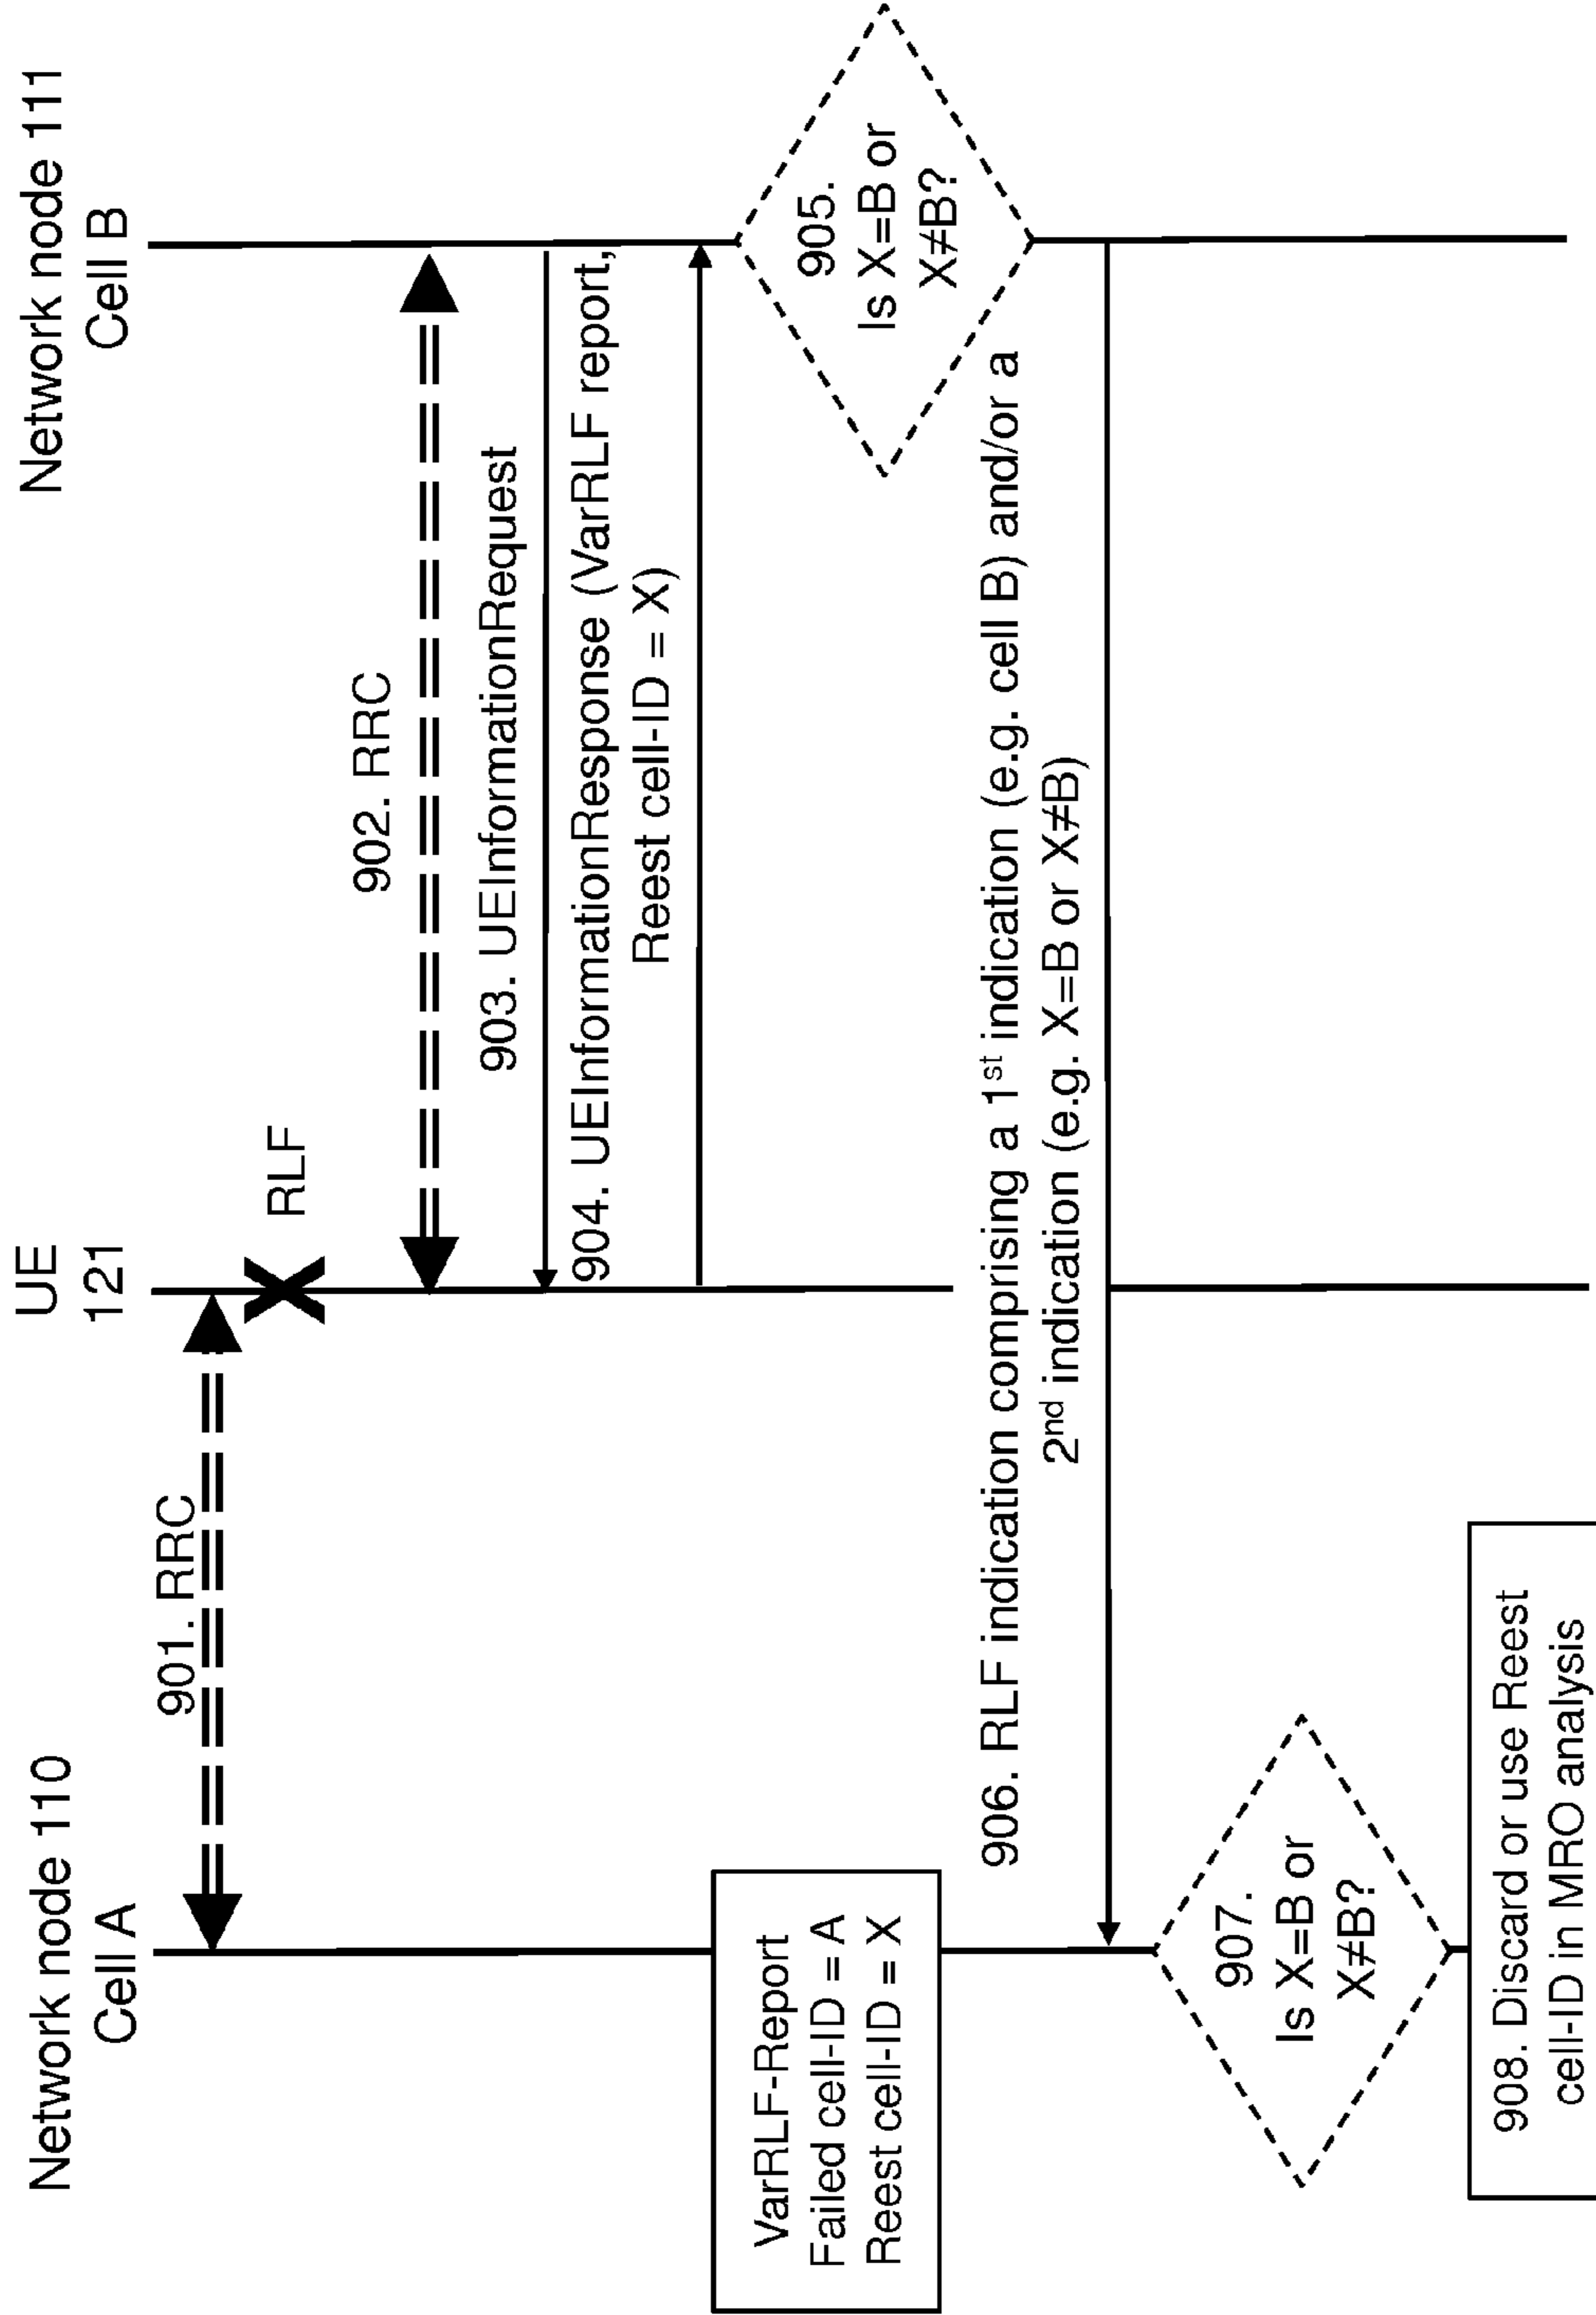 Network node 110
Cell A
UE
121
Network node 111
Cell B
901. RRC
RLF
902. RRC
903. UEInformationRequest
904. UEInformationResponse (VarRLF report,
Reest cell-ID = X)
VarRLF-Report
Failed cell-ID = A
Reest cell-ID = X
905.
Is X=B or
X≠B?
906. RLF indication comprising a 1st indication (e.g. cell B) and/or a
2nd indication (e.g. X=B or X≠B)
907.
Is X=B or
X≠B?
908. Discard or use Reest
cell-ID in MRO analysis